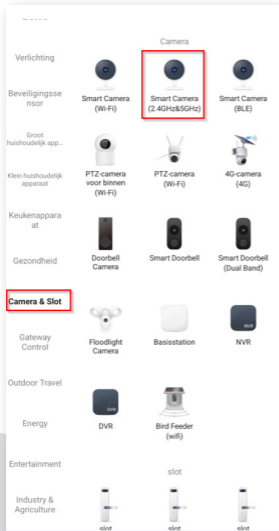 Camera
Verlichting
Beveiligingsse
nsor
Groot
huishoudelijk app...
Klein huishoudelijk
apparaat
Keukenappara
at
Gezondheid
Camera & Slot
Gateway
Control
Outdoor Travel
Energy
Entertainment
Industry &
Agriculture
Smart Camera
(Wi-Fi)
Smart Camera
(2.4GHz&5GHz)
Smart Camera
(BLE)
PTZ-camera
voor binnen
(Wi-Fi)
PTZ-camera
(Wi-Fi)
4G-camera
(4G)
Doorbell
Camera
Smart Doorbell
Smart Doorbell
(Dual Band)
Floodlight
Camera
Basisstation
NVR
NVR
DVR
DVR
Bird Feeder
(wifi)
slot
slot
slot
slot